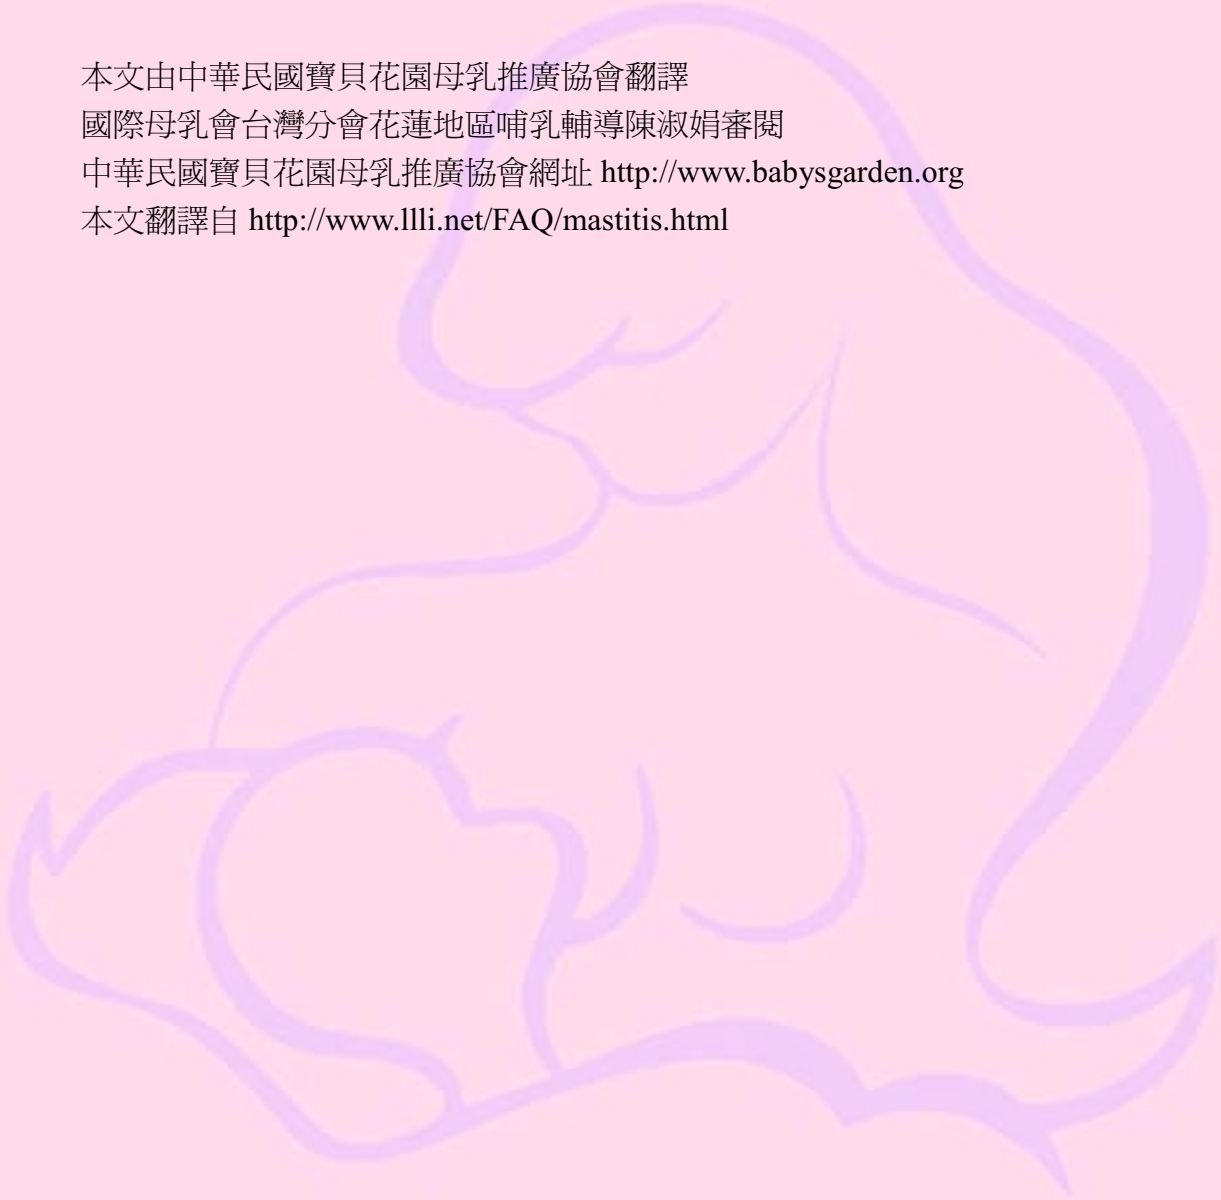 本文由中華民國寶貝花園母乳推廣協會翻譯
國際母乳會台灣分會花蓮地區哺乳輔導陳淑娟審閱
中華民國寶貝花園母乳推廣協會網址 http://www.babysgarden.org
本文翻譯自 http://www.llli.net/FAQ/mastitis.html